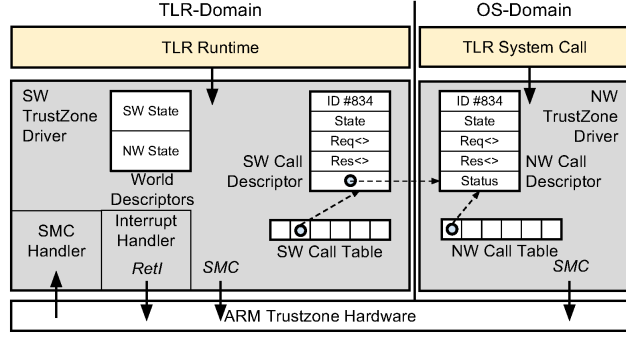 TLR-Domain
OS-Domain
TLR Runtime
TLR System Call
SW
TrustZone
Driver
SW State
NW State
World
Descriptors
SW Call
Descriptor
ID #834
State
Req<>
Res<>
ID #834
State
Req<>
Res<>
Status
NW
TrustZone
Driver
NW Call
Descriptor
SMC
Handler
Interrupt
Handler
RetI
SMC
SW Call Table
NW Call Table
SMC
ARM Trustzone Hardware